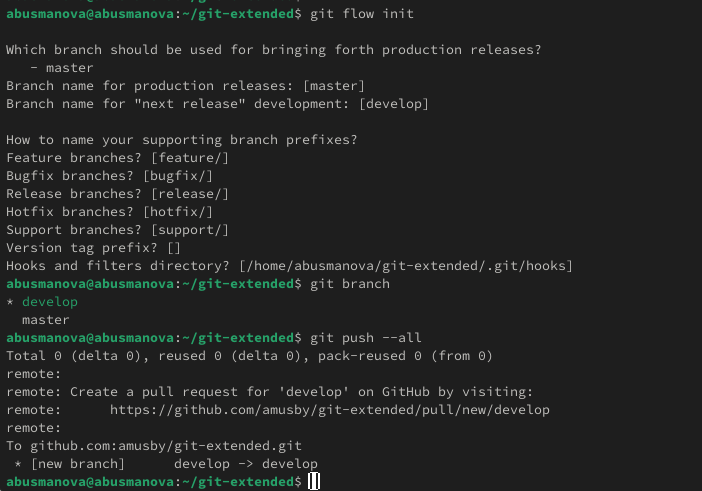 abusmanova@abusmanova:~/git-extended$ git flow init
Which branch should be used for bringing forth production releases?
   - master
Branch name for production releases: [master]
Branch name for "next release" development: [develop]
How to name your supporting branch prefixes?
Feature branches? [feature/]
Bugfix branches? [bugfix/]
Release branches? [release/]
Hotfix branches? [hotfix/]
Support branches? [support/]
Version tag prefix? []
Hooks and filters directory? [/home/abusmanova/git-extended/.git/hooks]
abusmanova@abusmanova:~/git-extended$ git branch
* develop
  master
abusmanova@abusmanova:~/git-extended$ git push --all
Total 0 (delta 0), reused 0 (delta 0), pack-reused 0 (from 0)
remote:
remote: Create a pull request for 'develop' on GitHub by visiting:
remote:      https://github.com/amusby/git-extended/pull/new/develop
remote:
To github.com:amusby/git-extended.git
 * [new branch]      develop -> develop
abusmanova@abusmanova:~/git-extended$